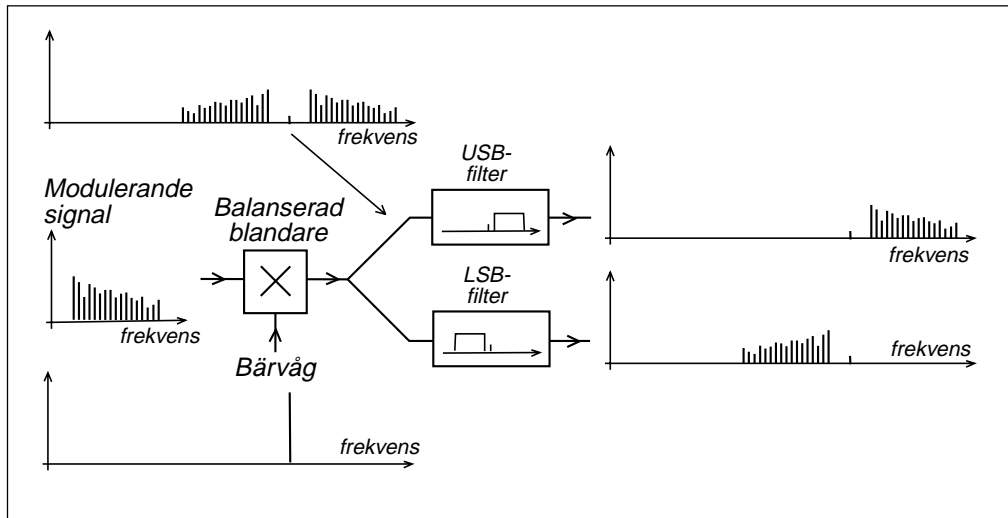 frekvens
USB-
filter
Modulerande
signal
Balanserad
blandare
frekvens
LSB-
filter
frekvens
frekvens
Bärvåg
frekvens